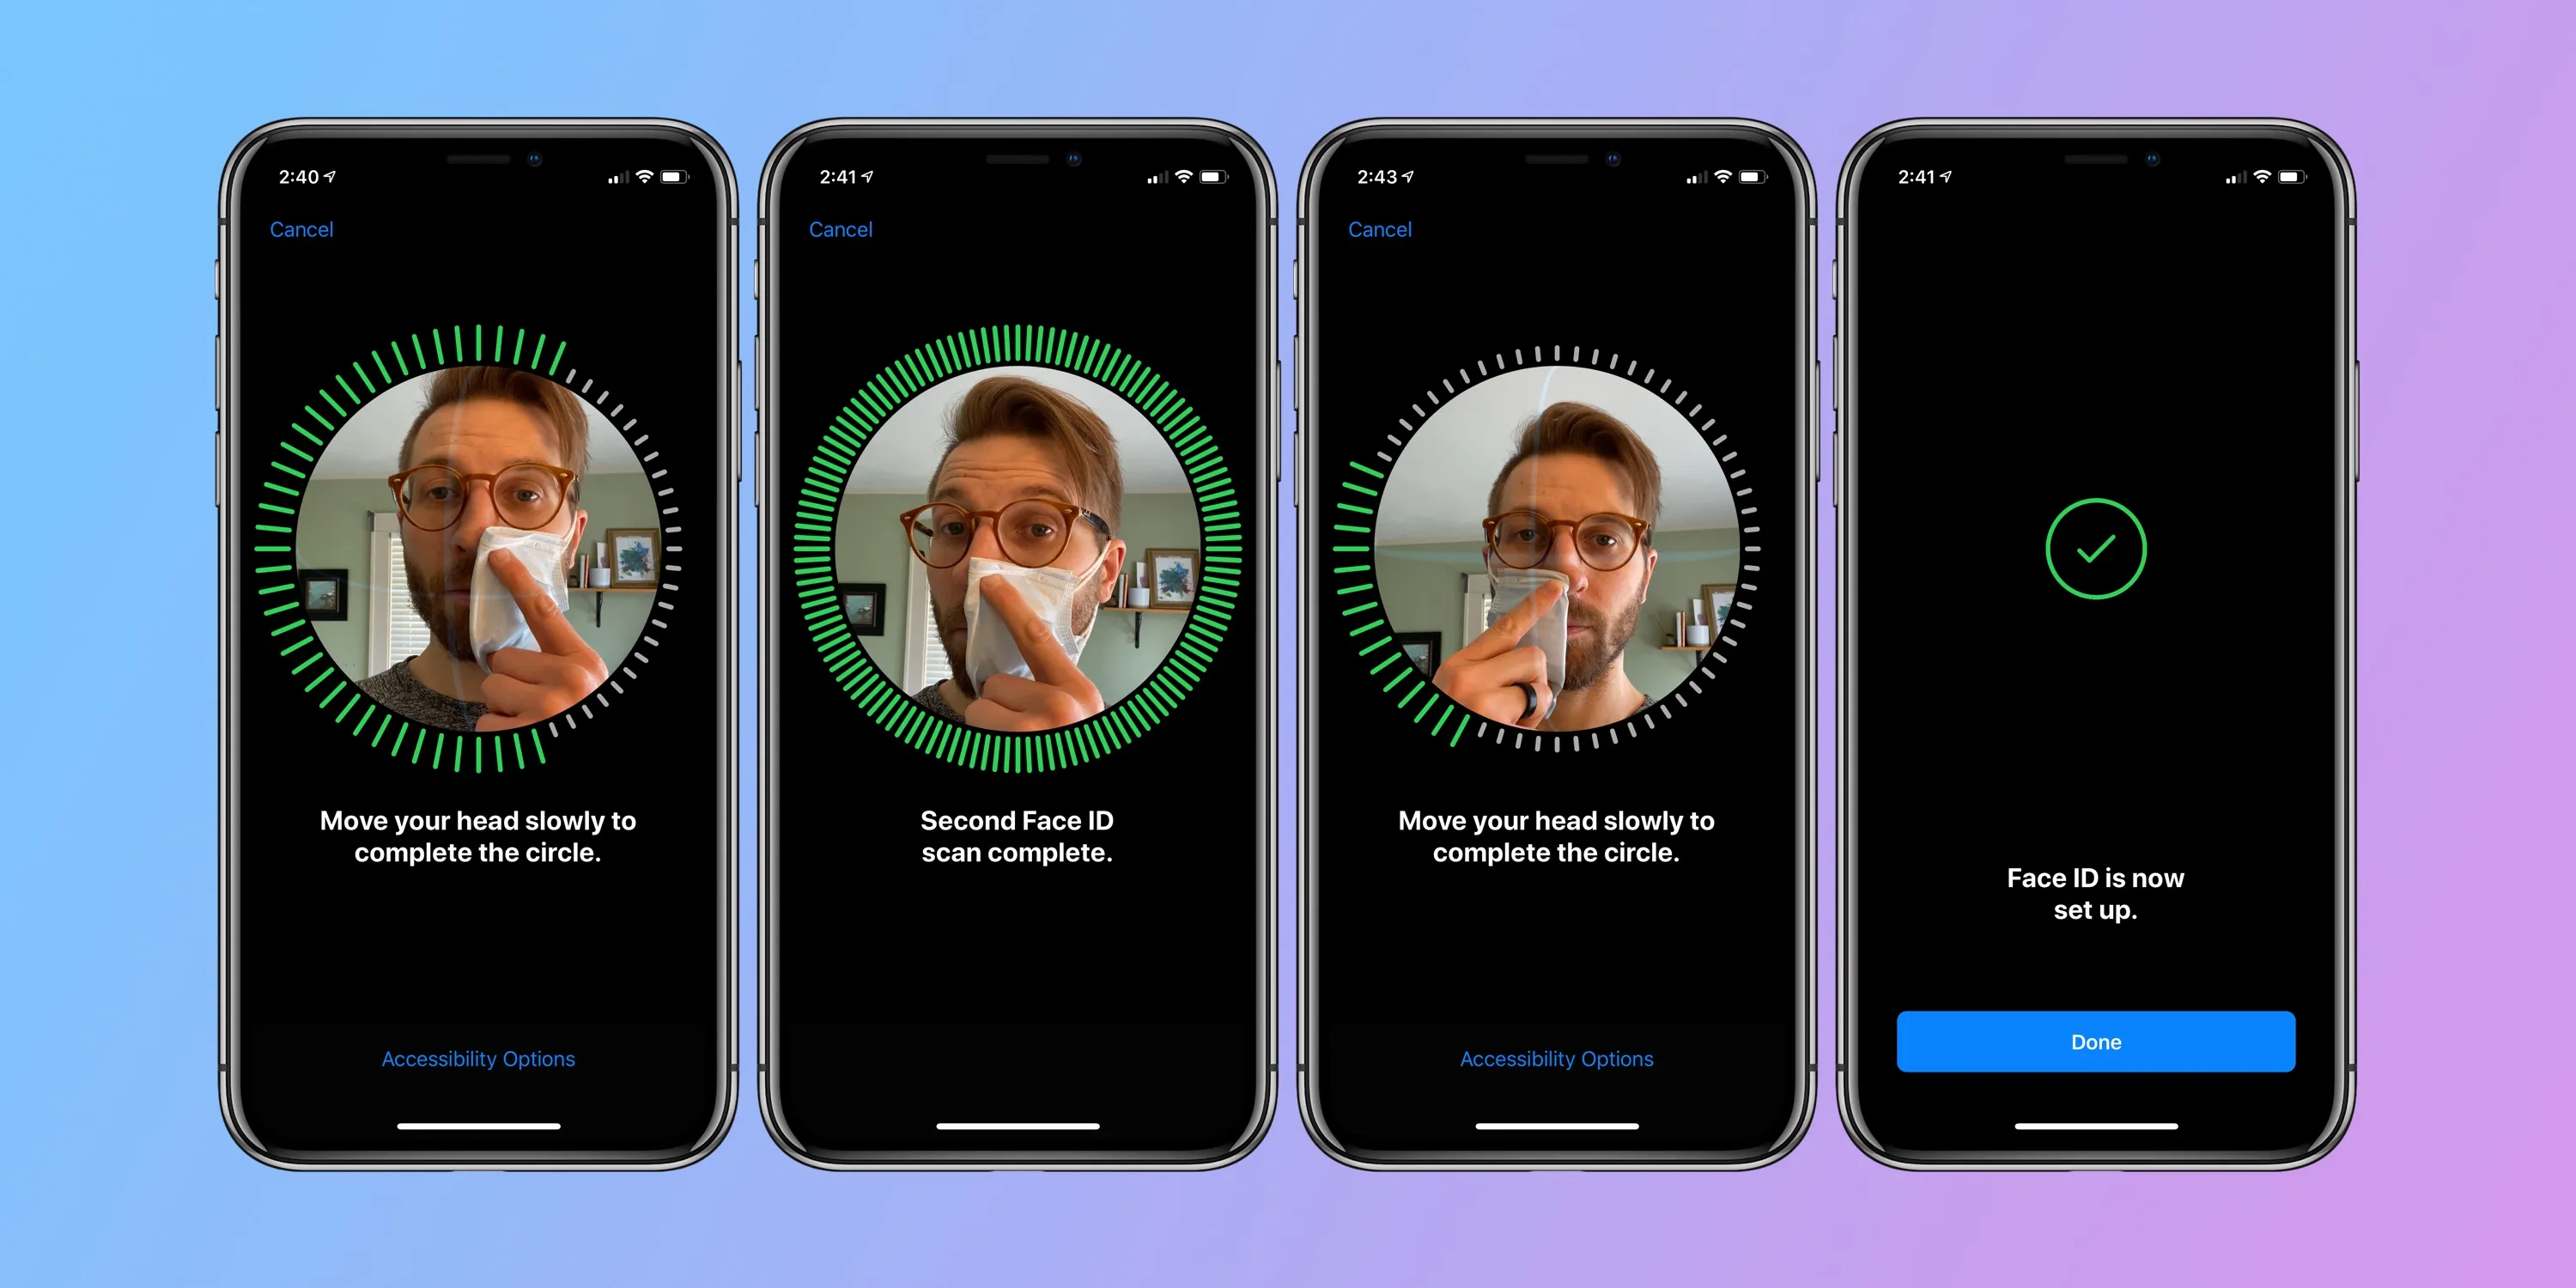 2:40
Cancel
Move your head slowly to
complete the circle.
Accessibility Options
2:41
Cancel
Second Face ID
scan complete.
2:43
Cancel
Move your head slowly to
complete the circle.
Accessibility Options
2:41
Face ID is now
set up.
Done